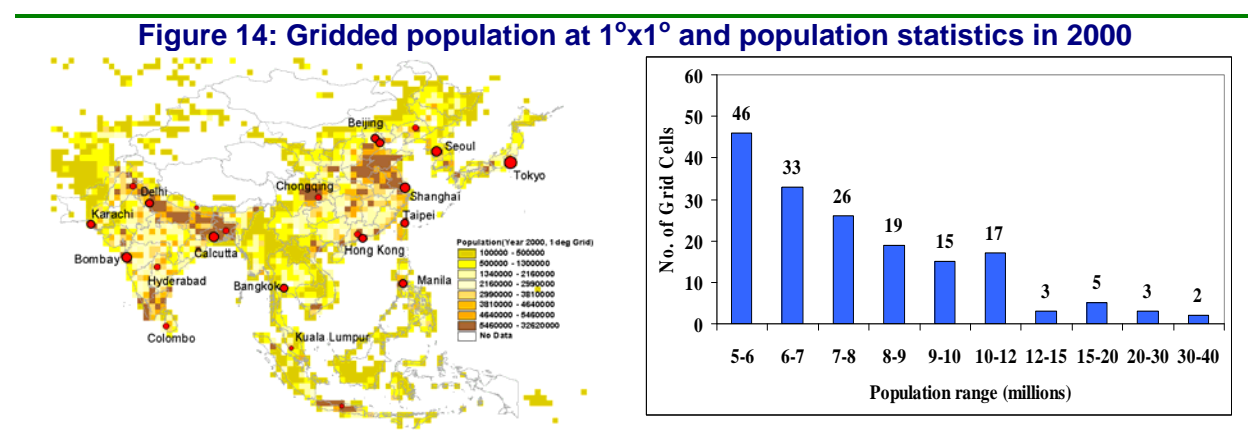 Figure 14: Gridded population at 1ox1o and population statistics in 2000
Beijing
Seoul
Tokyo
Chongqing
Shanghai
Delhi
Karachi
Taipei
Calcutta
Hong Kong
Bombay
Hyderabad
Bangkok
Manila
Colombo
Kuala Lumpur
Population(Year 2000, 1deg Grid)
100000 - 500000
500000 - 1300000
1340000 - 2160000
2160000 - 2990000
2990000 - 3810000
3810000 - 4640000
4640000 - 5460000
5460000 - 32620000
No Data
No. of Grid Cells
60
50
40
30
20
10
0
46
33
26
19
15
17
3
5
3
2
5-6 6-7 7-8 8-9 9-10 10-12 12-15 15-20 20-30 30-40
Population range (millions)